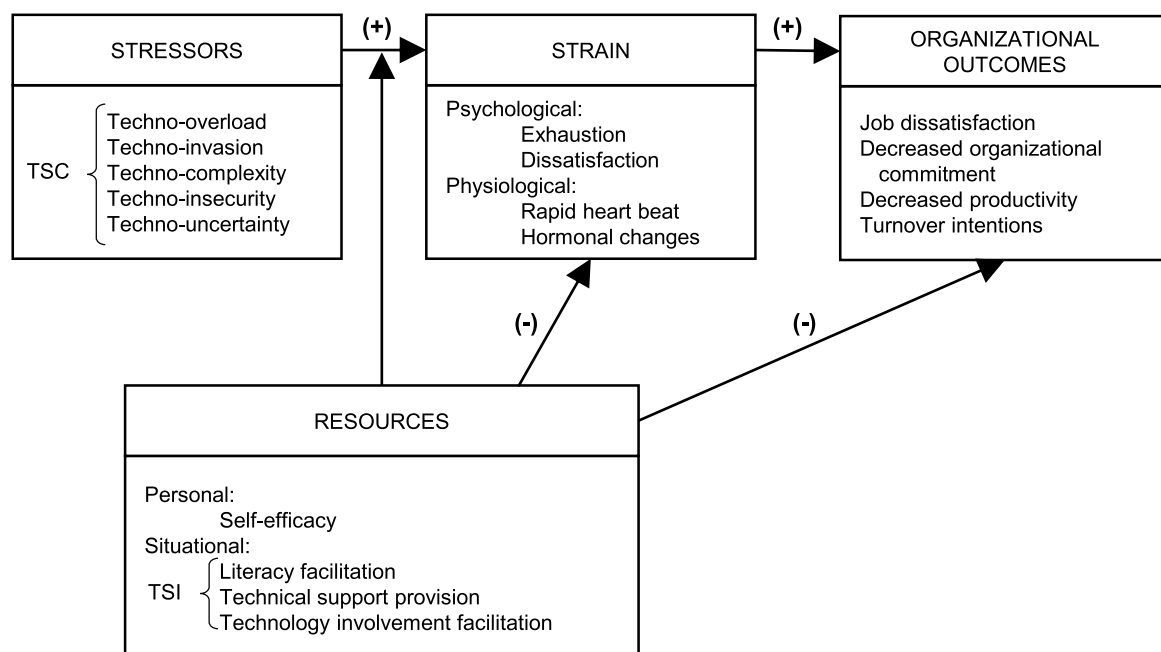 STRESSORS
TSC
Techno-overload
Techno-invasion
Techno-complexity
Techno-insecurity
Techno-uncertainty
(+)
STRAIN
Psychological:
Exhaustion
Dissatisfaction
Physiological:
Rapid heart beat
Hormonal changes
(+)
ORGANIZATIONAL
OUTCOMES
Job dissatisfaction
Decreased organizational
commitment
Decreased productivity
Turnover intentions
(-)
(-)
RESOURCES
Personal:
Self-efficacy
Situational:
TSI
Literacy facilitation
Technical support provision
Technology involvement facilitation